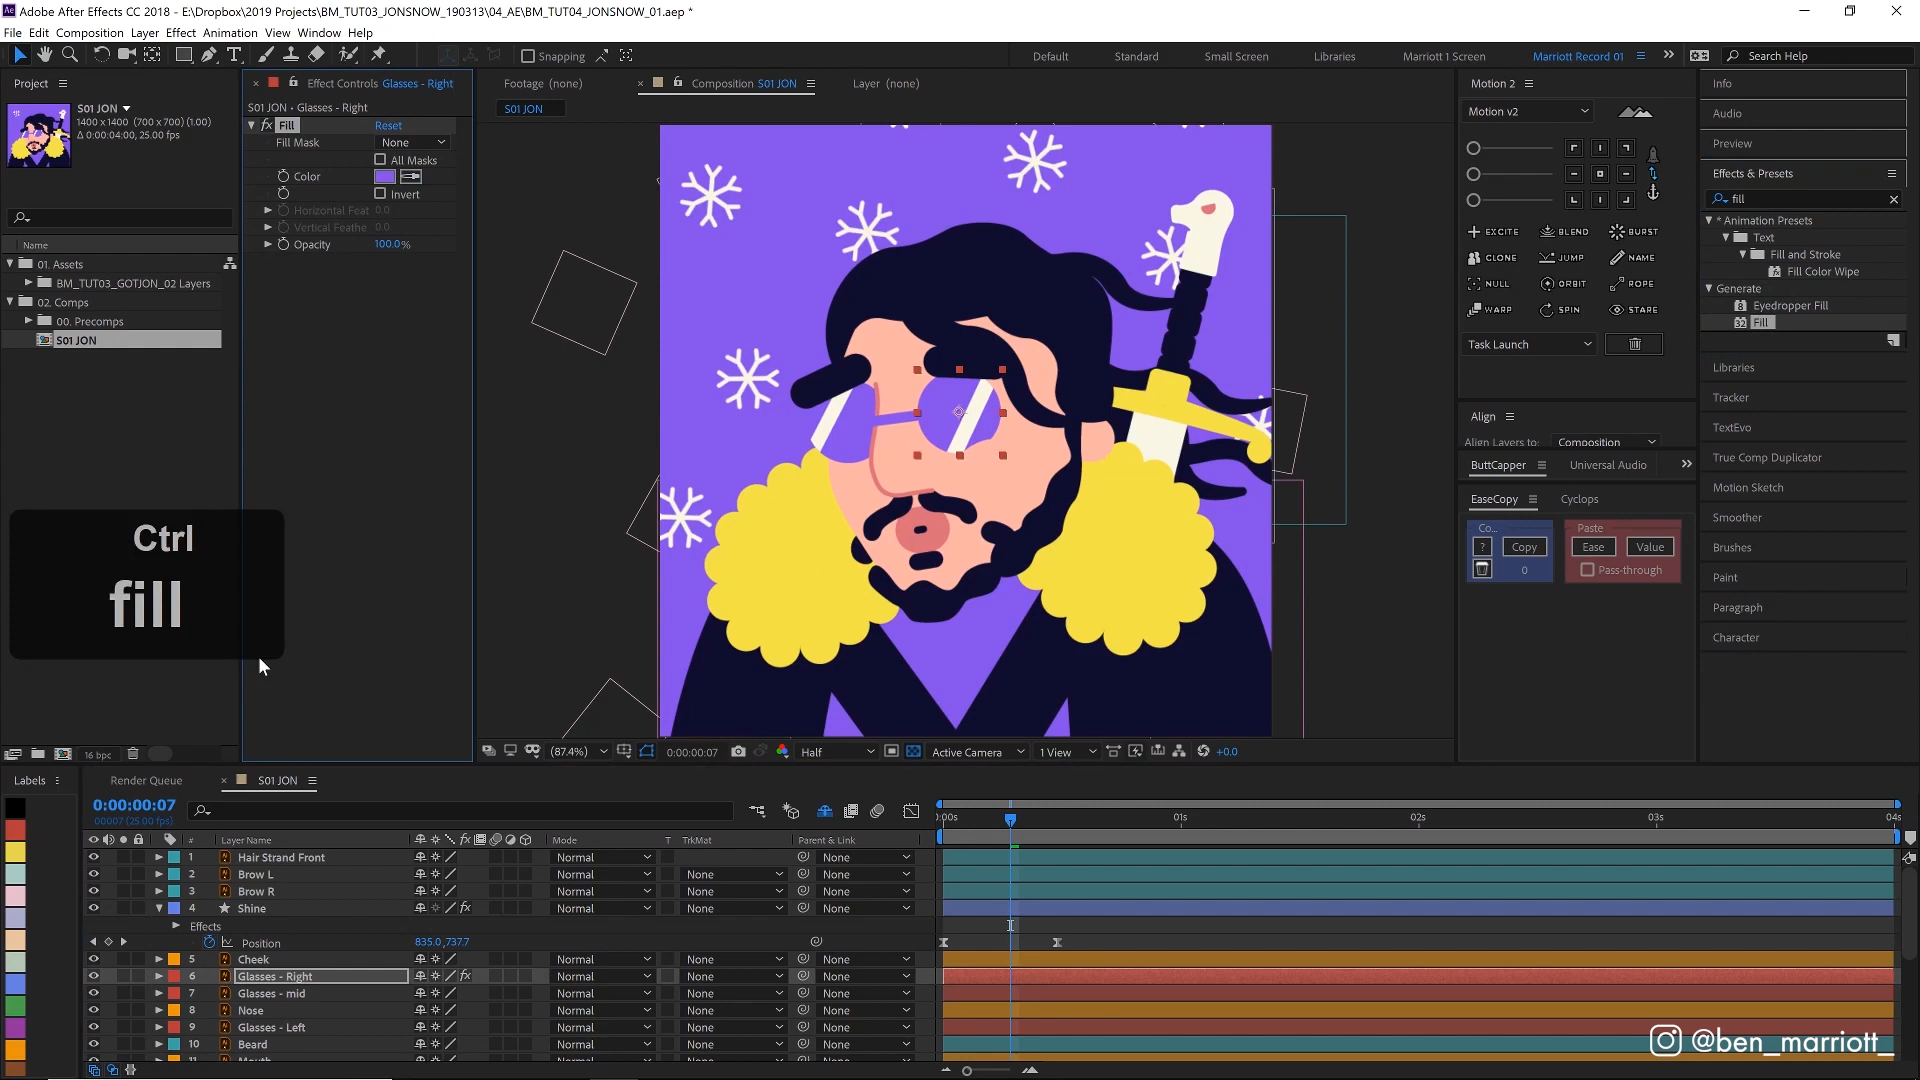 Adobe After Effects CC 2018 - E:\Dropbox\2019 Projects\BM_TUT03_JONSNOW_190313\04_AE\BM_TUT04_JONSNOW_01.aep *
File Edit Composition Layer Effect Animation View Window Help
Snapping Default Standard Small Screen Libraries Marriott 1 Screen Marriott Record 01 Search Help
Project
S01 JON
1400 x1400 (700 x 700) (1.00)
Δ 0:00:04:00, 25.00 fps
Name
01. Assets
BM_TUT03_GOTJON_02 Layers
02. Comps
00. Precomps
S01 JON
16 bpc
Effect Controls Glasses - Right
S01 JON • Glasses - Right
fx Fill Reset
Fill Mask None
All Masks
Color
Invert
Horizontal Feat 0.0
Vertical Feathe 0.0
Opacity 100.0%
Ctrl
fill
Footage (none) Composition S01 JON Layer (none)
S01 JON
(87.4%) 0:00:00:07 Half Active Camera 1 View +0.0
Motion 2
Motion v2
EXCITE BLEND BURST
CLONE JUMP NAME
NULL ORBIT ROPE
WARP SPIN STARE
Task Launch
Align
Align Layers to: Composition
ButtCapper Universal Audio
EaseCopy Cyclops
Co... Paste
? Copy Ease Value
0 Pass-through
Info
Audio
Preview
Effects & Presets
fill
* Animation Presets
Text
Fill and Stroke
Fill Color Wipe
Generate
Eyedropper Fill
32 Fill
Libraries
Tracker
TextEvo
True Comp Duplicator
Motion Sketch
Smoother
Brushes
Paint
Paragraph
Character
Labels Render Queue S01 JON
0:00:00:07
00007 (25.00 fps)
0:00s 01s 02s 03s 04s
# Layer Name fx Mode T TrkMat Parent & Link
1 Hair Strand Front Normal None
2 Brow L Normal None None
3 Brow R Normal None None
4 Shine fx Normal None None
Effects
Position 835.0,737.7
5 Cheek Normal None None
6 Glasses - Right fx Normal None None
7 Glasses - mid Normal None None
8 Nose Normal None None
9 Glasses - Left Normal None None
10 Beard Normal None None
11 Mouth
@ben_marriott_